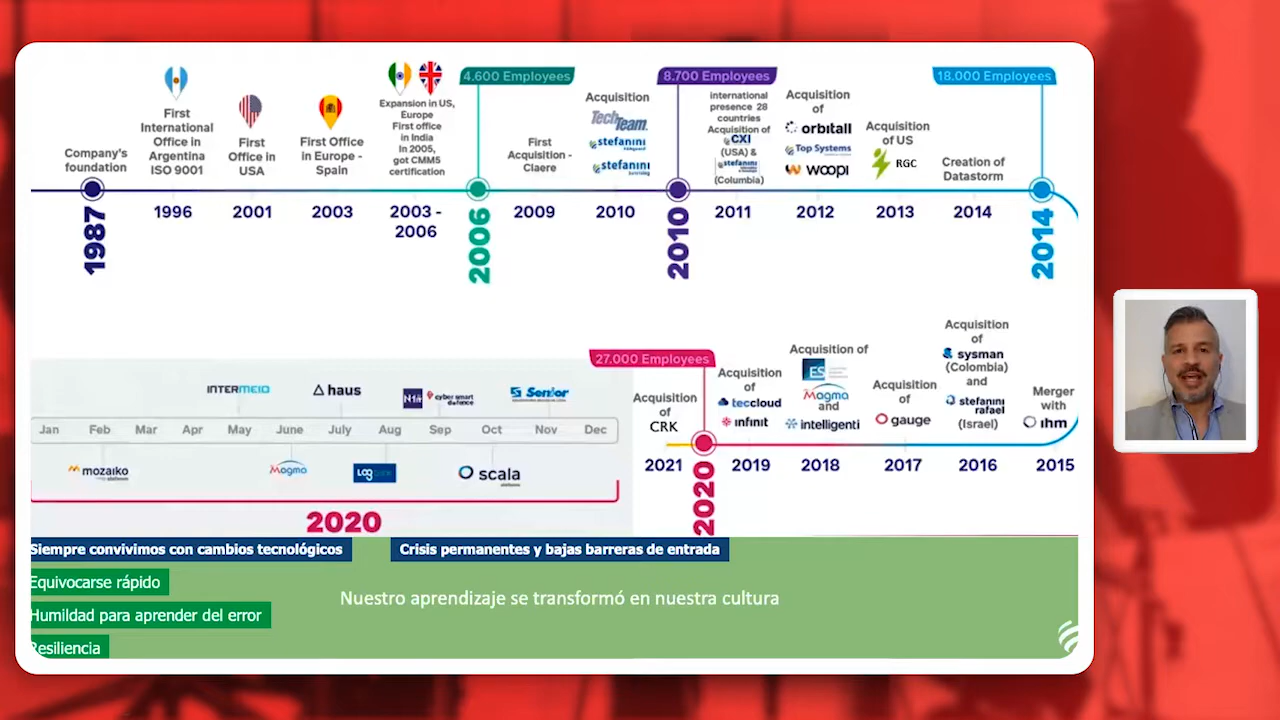 4.600 Employees
8.700 Employees
18.000 Employees
Company's
foundation
First
International
Office in
Argentina
ISO 9001
First
Office in
USA
First Office
in Europe -
Spain
Expansion in US,
Europe
First office
in India
In 2005,
got CMM5
certification
First
Acquisition -
Claere
Acquisition
TechTeam.
stefanini
stefanini
international
presence 28
countries
Acquisition of
CXI
(USA) &
stefanini
(Columbia)
Acquisition
of
orbitall
Top Systems
woopi
Acquisition
of US
RGC
Creation of
Datastorm
1987
1996
2001
2003
2003 -
2006
2006
2009
2010
2010
2011
2012
2013
2014
2014
27.000 Employees
Acquisition
of
CRK
Acquisition
of
teccloud
infinit
Acquisition of
ES
Magma
and
intelligenti
Acquisition
of
gauge
Acquisition
of
sysman
(Colombia)
and
stefanini
rafael
(Israel)
Merger
with
ihm
2021
2020
2019
2018
2017
2016
2015
INTERMEIO
haus
N1
cyber smart
defence
Senior
Jan Feb Mar Apr May June July Aug Sep Oct Nov Dec
mozaiko
Magma
LOG
scala
2020
Siempre convivimos con cambios tecnológicos
Crisis permanentes y bajas barreras de entrada
Equivocarse rápido
Nuestro aprendizaje se transformó en nuestra cultura
Humildad para aprender del error
Resiliencia